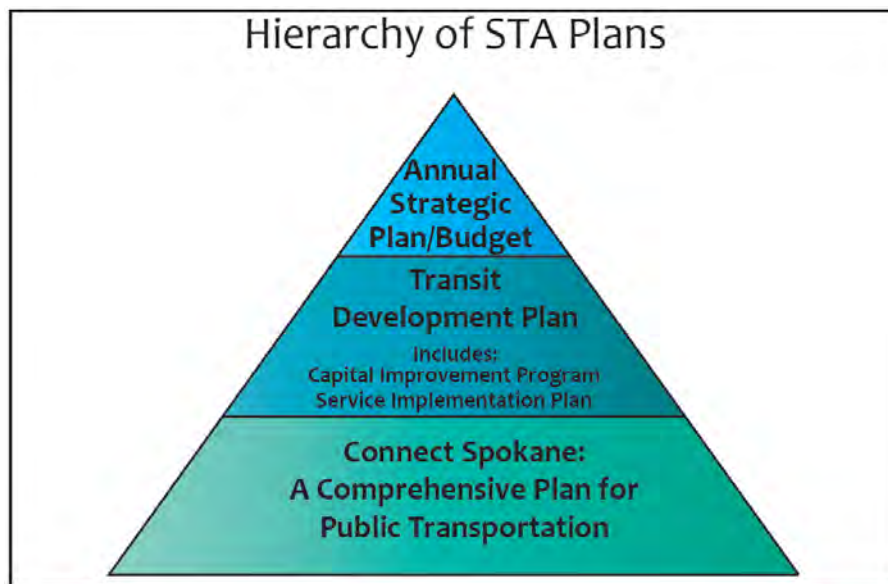 Hierarchy of STA Plans
Annual
Strategic
Plan/Budget
Transit
Development Plan
Includes:
Capital Improvement Program
Service Implementation Plan
Connect Spokane:
A Comprehensive Plan for
Public Transportation